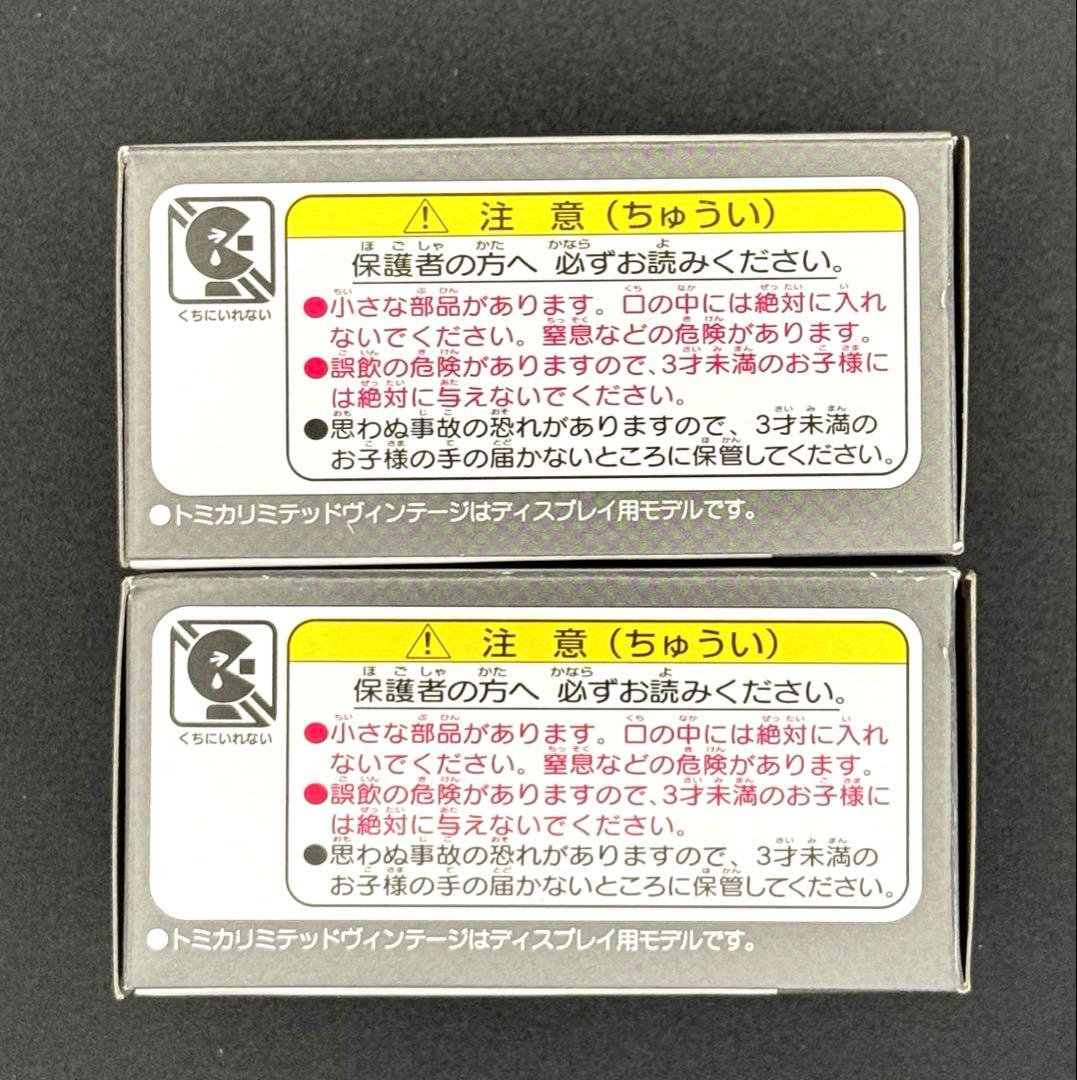 注 意（ちゅうい）
保護者の方へ 必ずお読みください。
ほごしゃ かた かなら よ
●小さな部品があります。口の中には絶対に入れ
ちい ぶひん くち なか ぜったい い
ないでください。窒息などの危険があります。
ちっそく きけん
●誤飲の危険がありますので、3才未満のお子様に
ごいん きけん さいみまん こさま
は絶対に与えないでください。
ぜったい あた
●思わぬ事故の恐れがありますので、3才未満の
おも じこ おそ さいみまん
お子様の手の届かないところに保管してください。
こさま て とど ほかん
くちにいれない
●トミカリミテッドヴィンテージはディスプレイ用モデルです。
注 意（ちゅうい）
保護者の方へ 必ずお読みください。
ほごしゃ かた かなら よ
●小さな部品があります。口の中には絶対に入れ
ちい ぶひん くち なか ぜったい い
ないでください。窒息などの危険があります。
ちっそく きけん
●誤飲の危険がありますので、3才未満のお子様に
ごいん きけん さいみまん こさま
は絶対に与えないでください。
ぜったい あた
●思わぬ事故の恐れがありますので、3才未満の
おも じこ おそ さいみまん
お子様の手の届かないところに保管してください。
こさま て とど ほかん
くちにいれない
●トミカリミテッドヴィンテージはディスプレイ用モデルです。